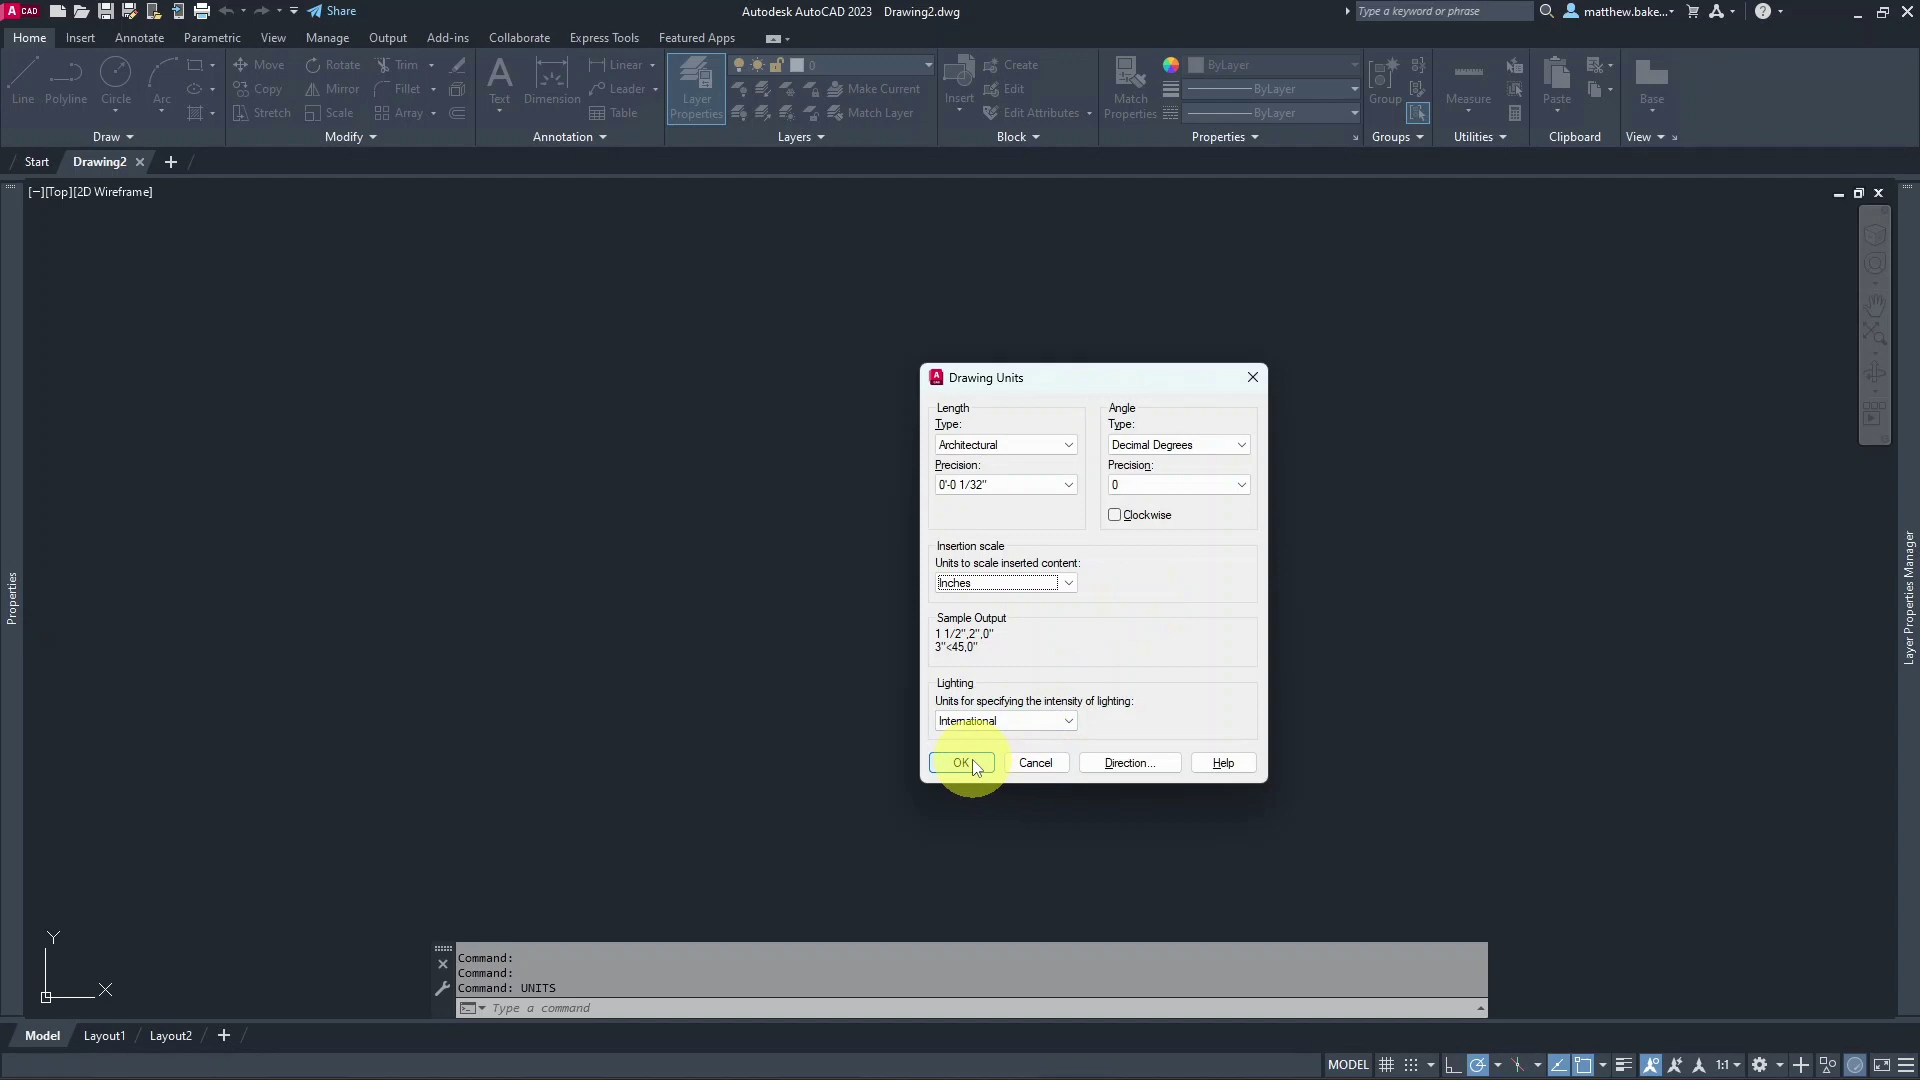 A CAD
Share
Autodesk AutoCAD 2023 Drawing2.dwg
Type a keyword or phrase
matthew.bake...
?
Home Insert Annotate Parametric View Manage Output Add-ins Collaborate Express Tools Featured Apps
Line
Polyline
Circle
Arc
Draw
Move
Rotate
Trim
Copy
Mirror
Fillet
Stretch
Scale
Array
Modify
A
Text
Dimension
Linear
Leader
Table
Annotation
Layer
Properties
0
Make Current
Match Layer
Layers
Insert
Create
Edit
Edit Attributes
Block
Match
Properties
ByLayer
ByLayer
ByLayer
Properties
Group
Groups
Measure
Utilities
Paste
Clipboard
Base
View
Start
Drawing2
[−][Top][2D Wireframe]
Properties
Layer Properties Manager
Drawing Units
Length
Type:
Architectural
Precision:
0'-0 1/32"
Angle
Type:
Decimal Degrees
Precision:
0
Clockwise
Insertion scale
Units to scale inserted content:
Inches
Sample Output
1 1/2",2",0"
3"<45,0"
Lighting
Units for specifying the intensity of lighting:
International
OK Cancel Direction... Help
Y
X
Command:
Command:
Command: UNITS
Type a command
Model Layout1 Layout2
MODEL
1:1